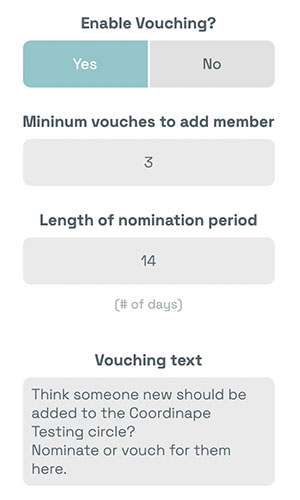 Enable Vouching?
Yes No
Mininum vouches to add member
3
Length of nomination period
14
(# of days)
Vouching text
Think someone new should be
added to the Coordinape
Testing circle?
Nominate or vouch for them
here.